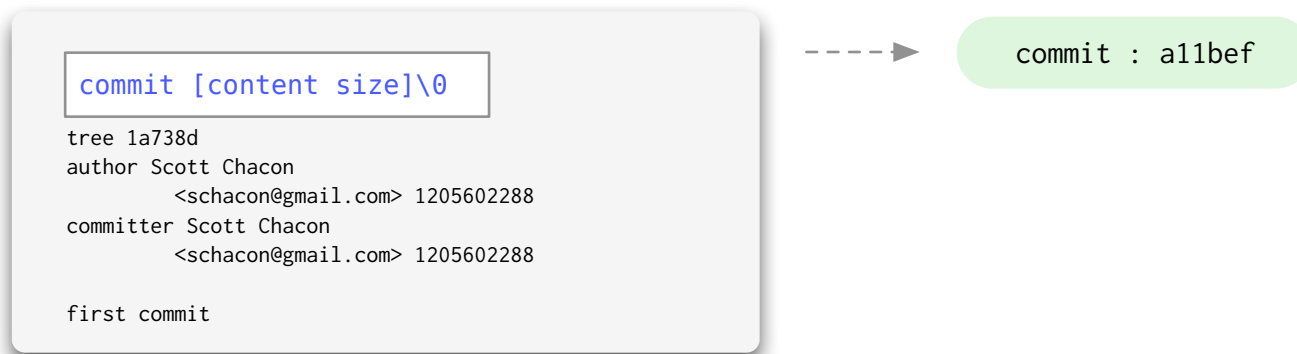 commit [content size]\0
tree 1a738d
author Scott Chacon
<schacon@gmail.com> 1205602288
committer Scott Chacon
<schacon@gmail.com> 1205602288
first commit
commit : a11bef